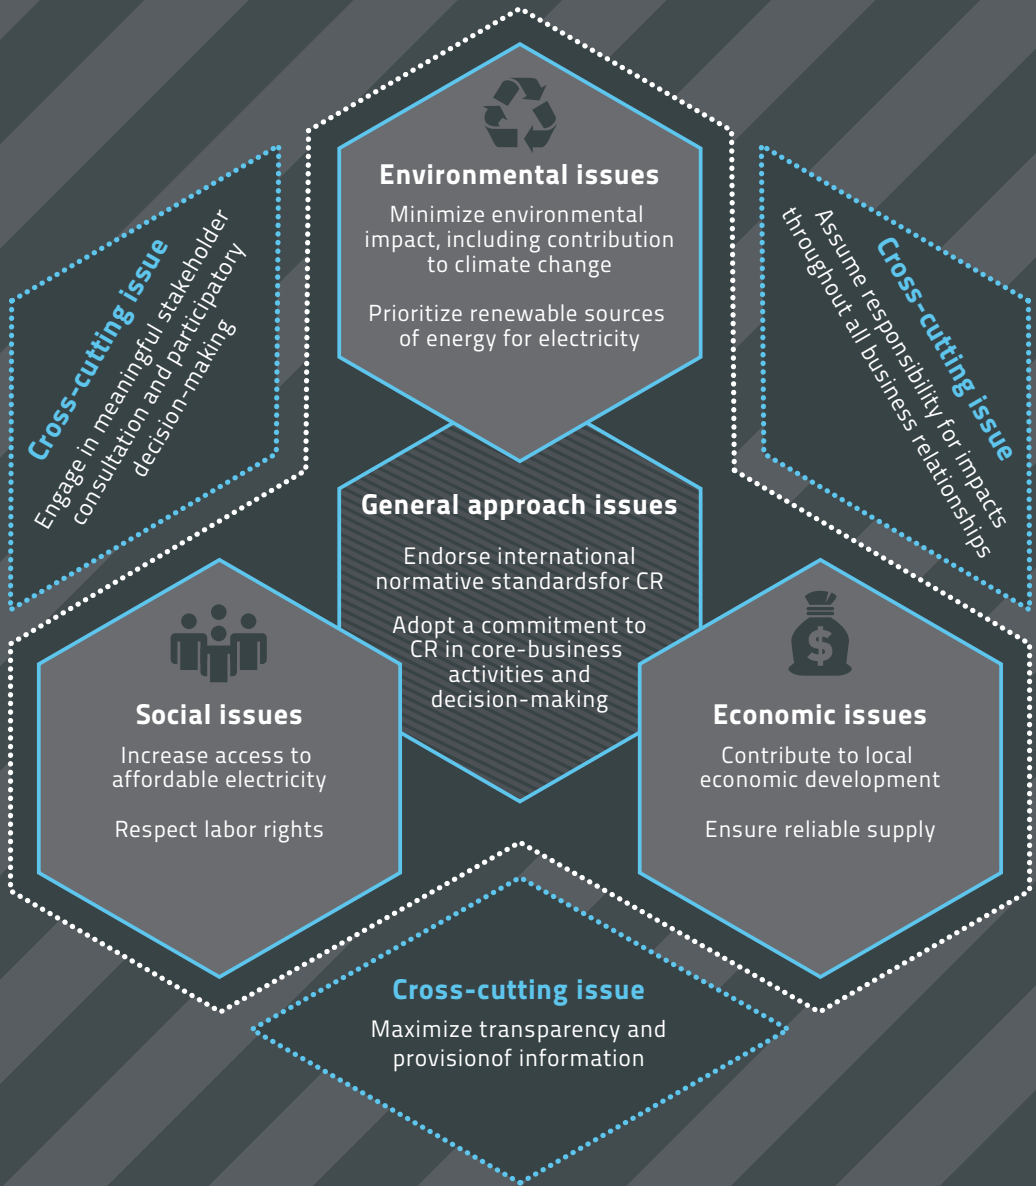 Environmental issues
Minimize environmental
impact, including contribution
to climate change
Prioritize renewable sources
of energy for electricity
Cross-cutting issue
Engage in meaningful stakeholder
consultation and participatory
decision-making
Cross-cutting issue
Assume responsibility for impacts
throughout all business relationships
General approach issues
Endorse international
normative standardsfor CR
Adopt a commitment to
CR in core-business
activities and
decision-making
Social issues
Increase access to
affordable electricity
Respect labor rights
$
Economic issues
Contribute to local
economic development
Ensure reliable supply
Cross-cutting issue
Maximize transparency and
provisionof information